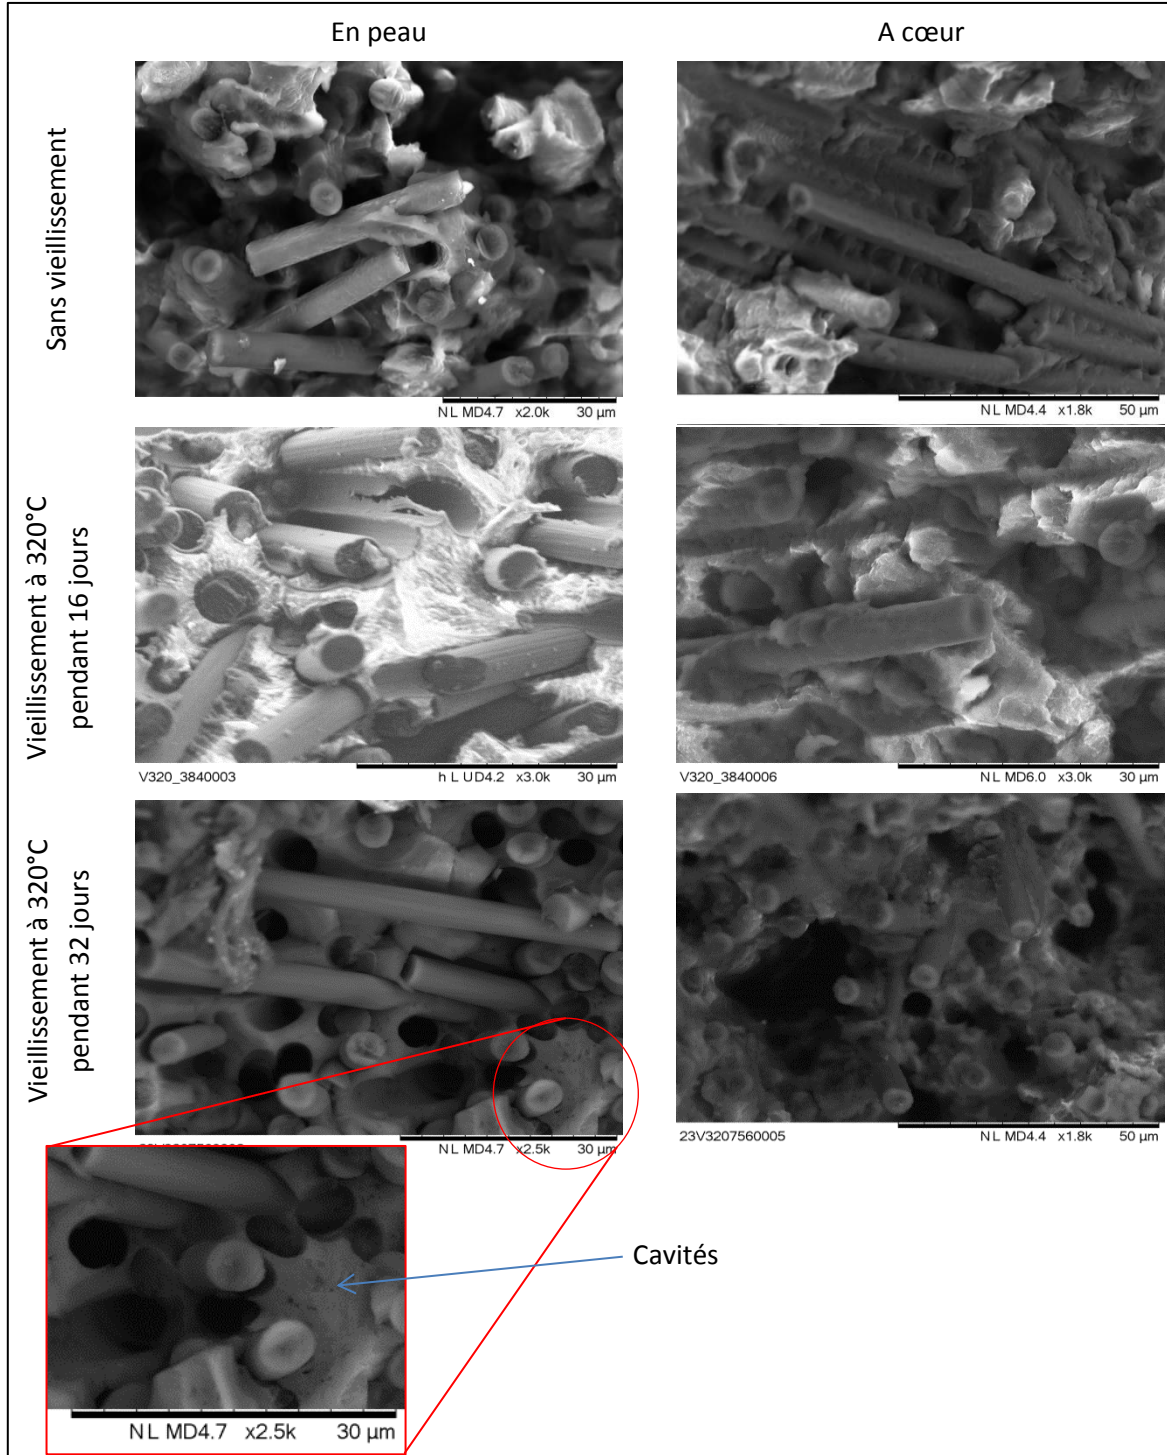 En peau
A cœur
Sans vieillissement
NL MD4.7 x2.0k 30 µm
NL MD4.4 x1.8k 50 µm
Vieillissement à 320°C
pendant 16 jours
V320_3840003 h L UD4.2 x3.0k 30 µm
V320_3840006 NL MD6.0 x3.0k 30 µm
Vieillissement à 320°C
pendant 32 jours
NL MD4.7 x2.5k 30 µm
23V3207560005 NL MD4.4 x1.8k 50 µm
Cavités
NL MD4.7 x2.5k 30 µm